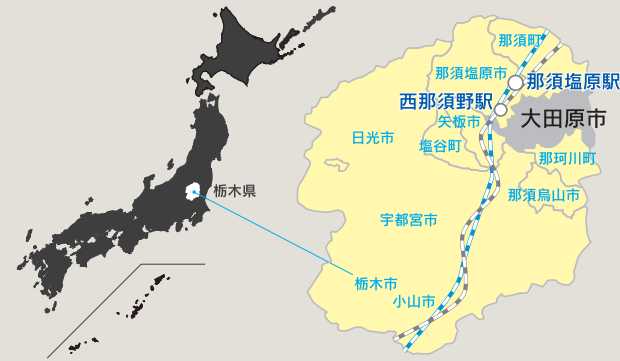 那須町
那須塩原市
那須塩原駅
西那須野駅
大田原市
矢板市
日光市
塩谷町
那珂川町
栃木県
那須烏山市
宇都宮市
栃木市
小山市